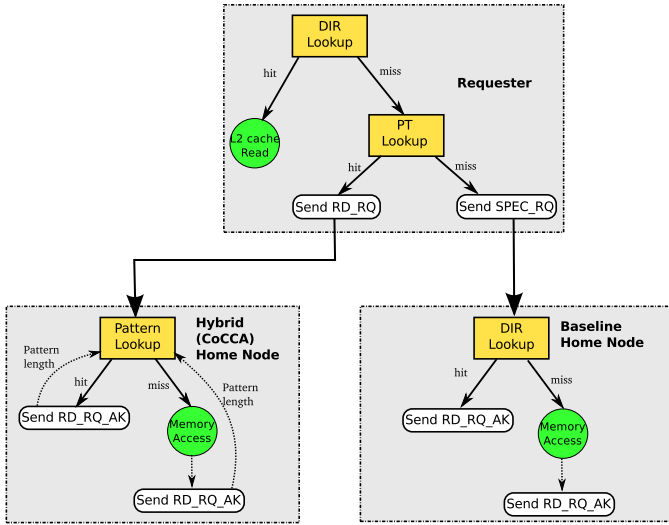 DIR
Lookup
hit
miss
Requester
L2 cache
Read
PT
Lookup
hit
miss
Send RD_RQ
Send SPEC_RQ
Pattern
Lookup
Hybrid
(CoCCA)
Home Node
Pattern
length
hit
miss
Pattern
length
Send RD_RQ_AK
Memory
Access
Send RD_RQ_AK
DIR
Lookup
Baseline
Home Node
hit
miss
Send RD_RQ_AK
Memory
Access
Send RD_RQ_AK